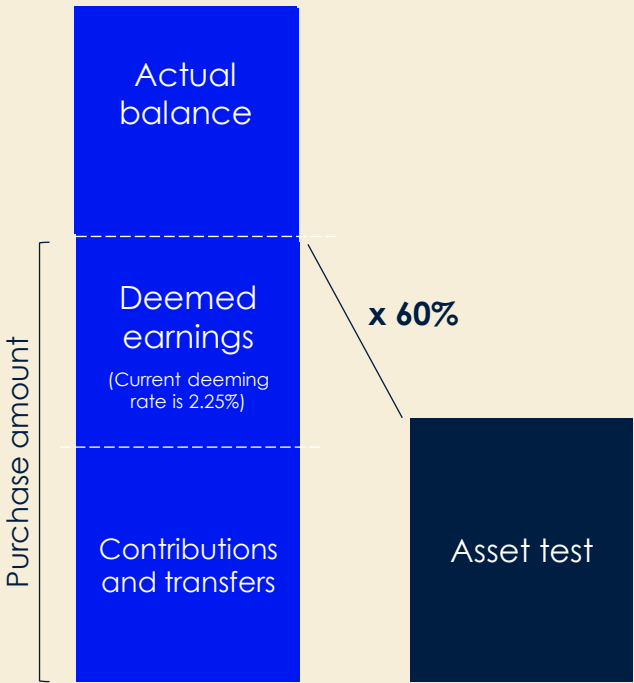 Actual
balance
Deemed
earnings
(Current deeming
rate is 2.25%)
x 60%
Purchase amount
Contributions
and transfers
Asset test